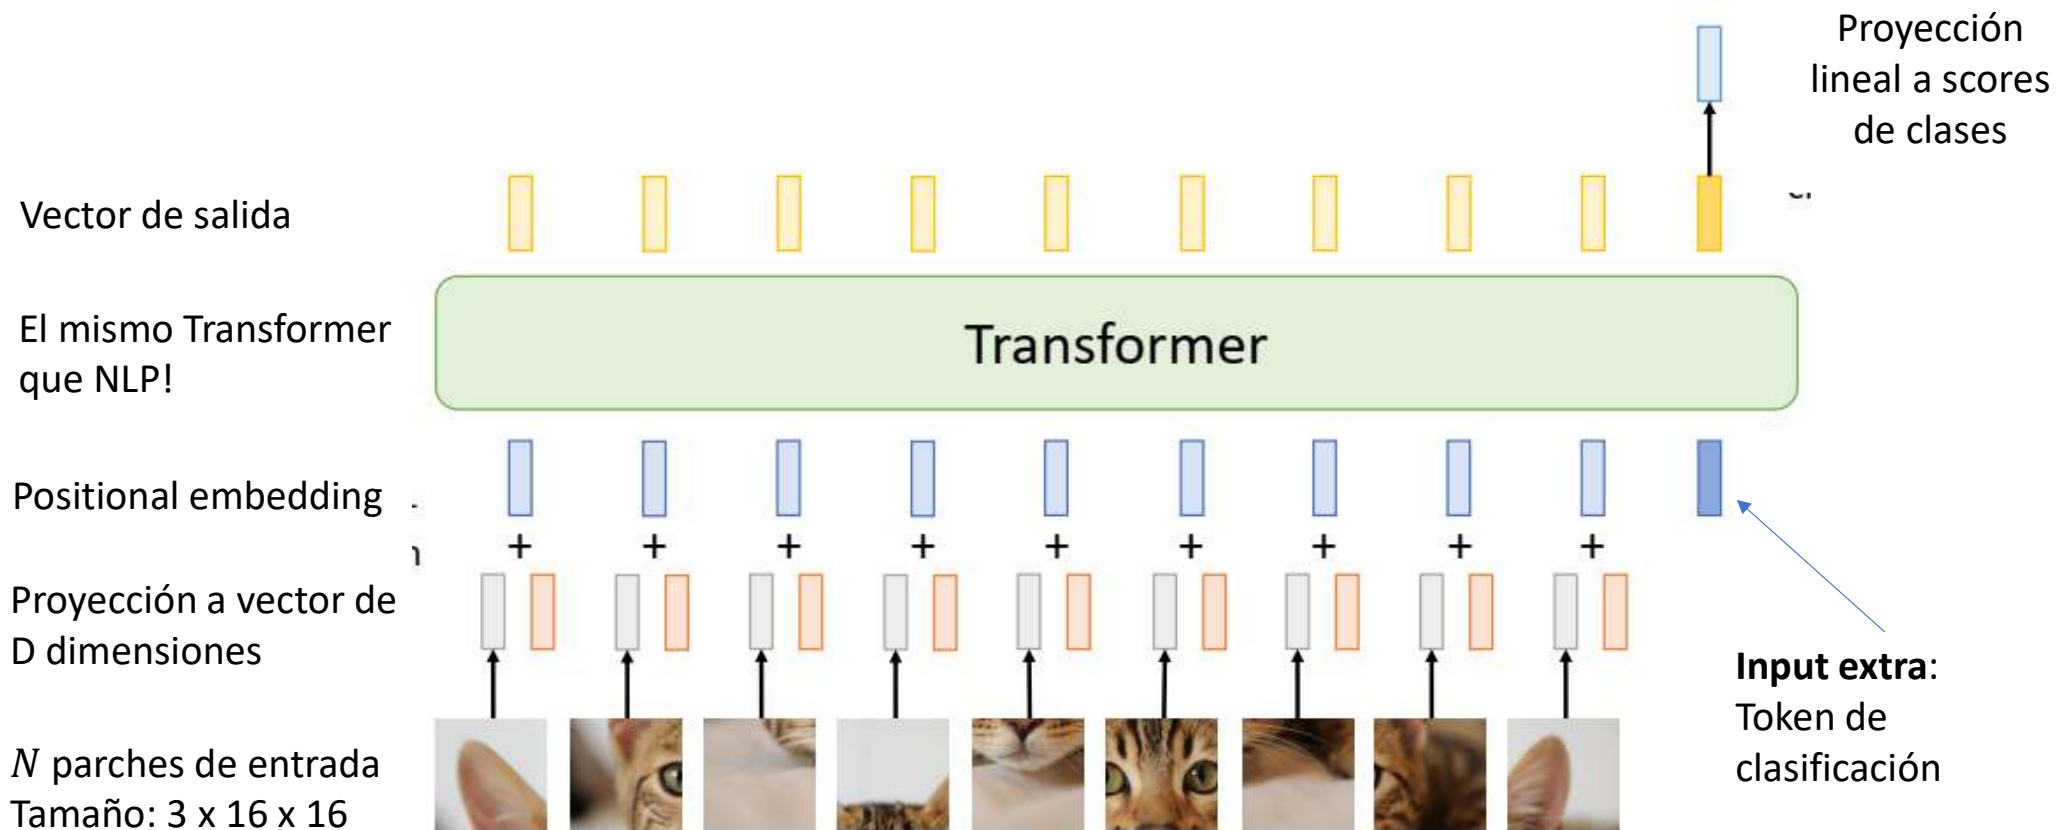 Proyección
lineal a scores
de clases
Vector de salida
El mismo Transformer
que NLP!
Transformer
Positional embedding
+ + + + + + + + +
Proyección a vector de
D dimensiones
Input extra:
Token de
clasificación
N parches de entrada
Tamaño: 3 x 16 x 16